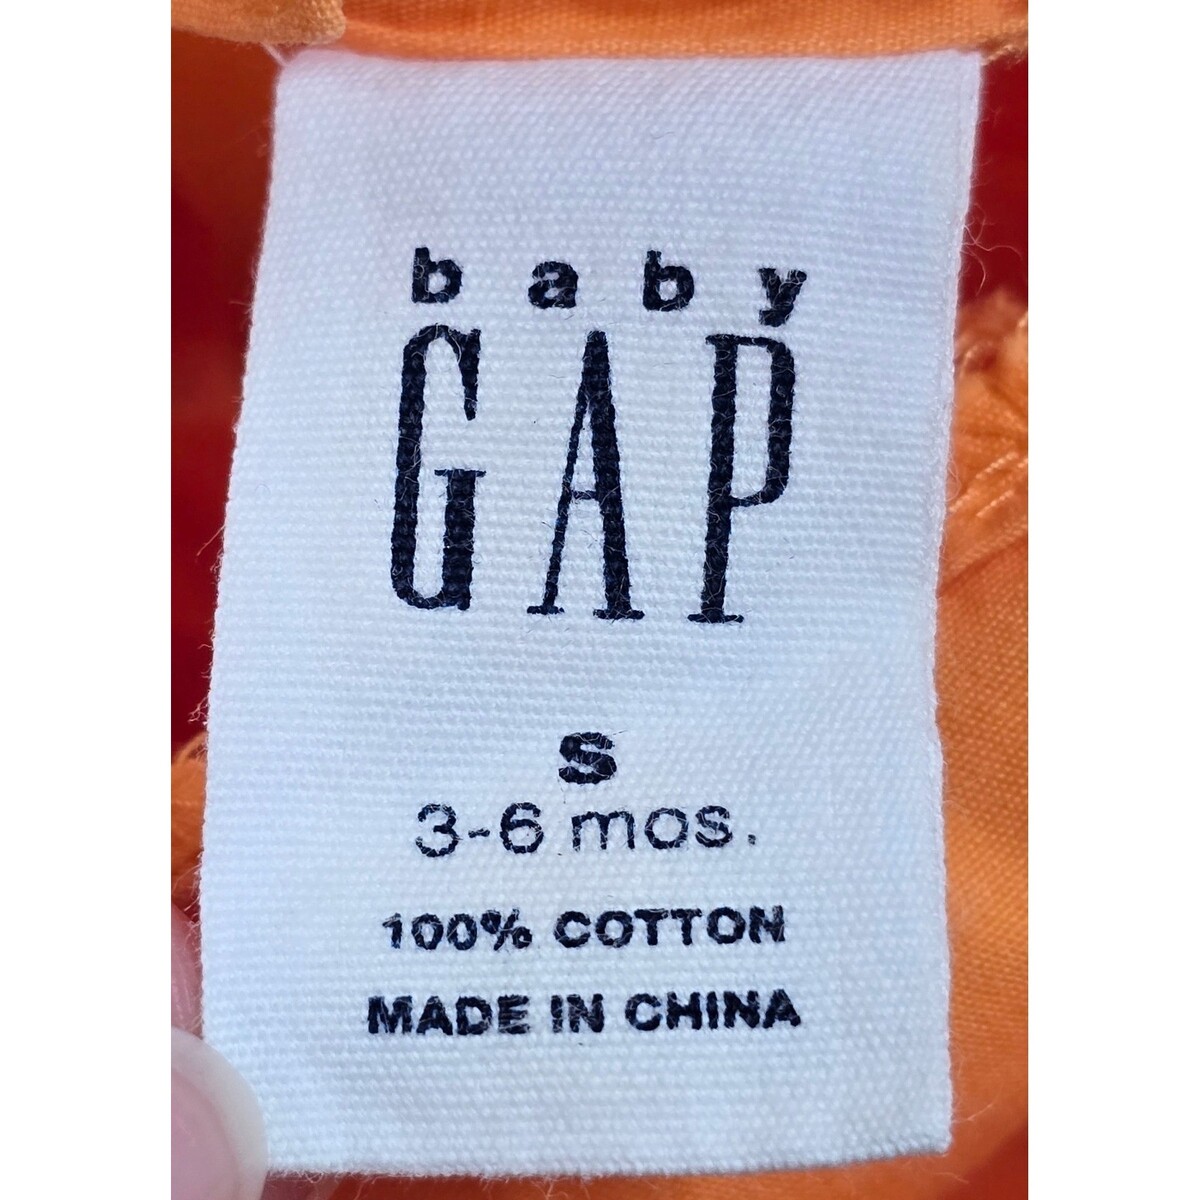 baby
GAP
S
3-6 mos.
100% COTTON
MADE IN CHINA